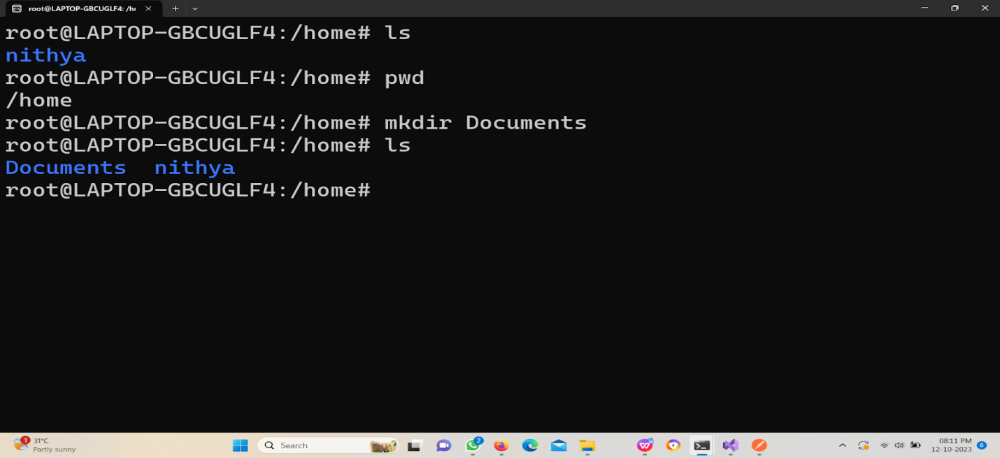 root@LAPTOP-GBCUGLF4: /h
root@LAPTOP-GBCUGLF4:/home# ls
nithya
root@LAPTOP-GBCUGLF4:/home# pwd
/home
root@LAPTOP-GBCUGLF4:/home# mkdir Documents
root@LAPTOP-GBCUGLF4:/home# ls
Documents  nithya
root@LAPTOP-GBCUGLF4:/home#
1
31°C
Partly sunny
Search
2
08:11 PM
12-10-2023
6